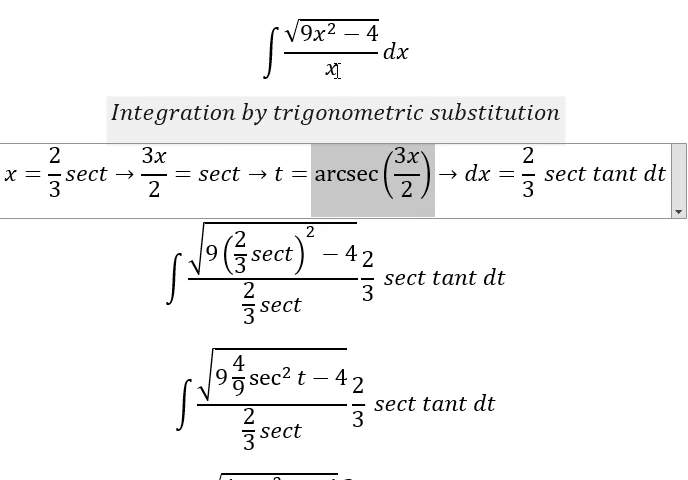 ∫ √(9x² − 4) / x dx
Integration by trigonometric substitution
x = 2/3 sect → 3x/2 = sect → t = arcsec(3x/2) → dx = 2/3 sect tant dt
∫ √(9(2/3 sect)² − 4) / (2/3 sect) 2/3 sect tant dt
∫ √(9 4/9 sec² t − 4) / (2/3 sect) 2/3 sect tant dt